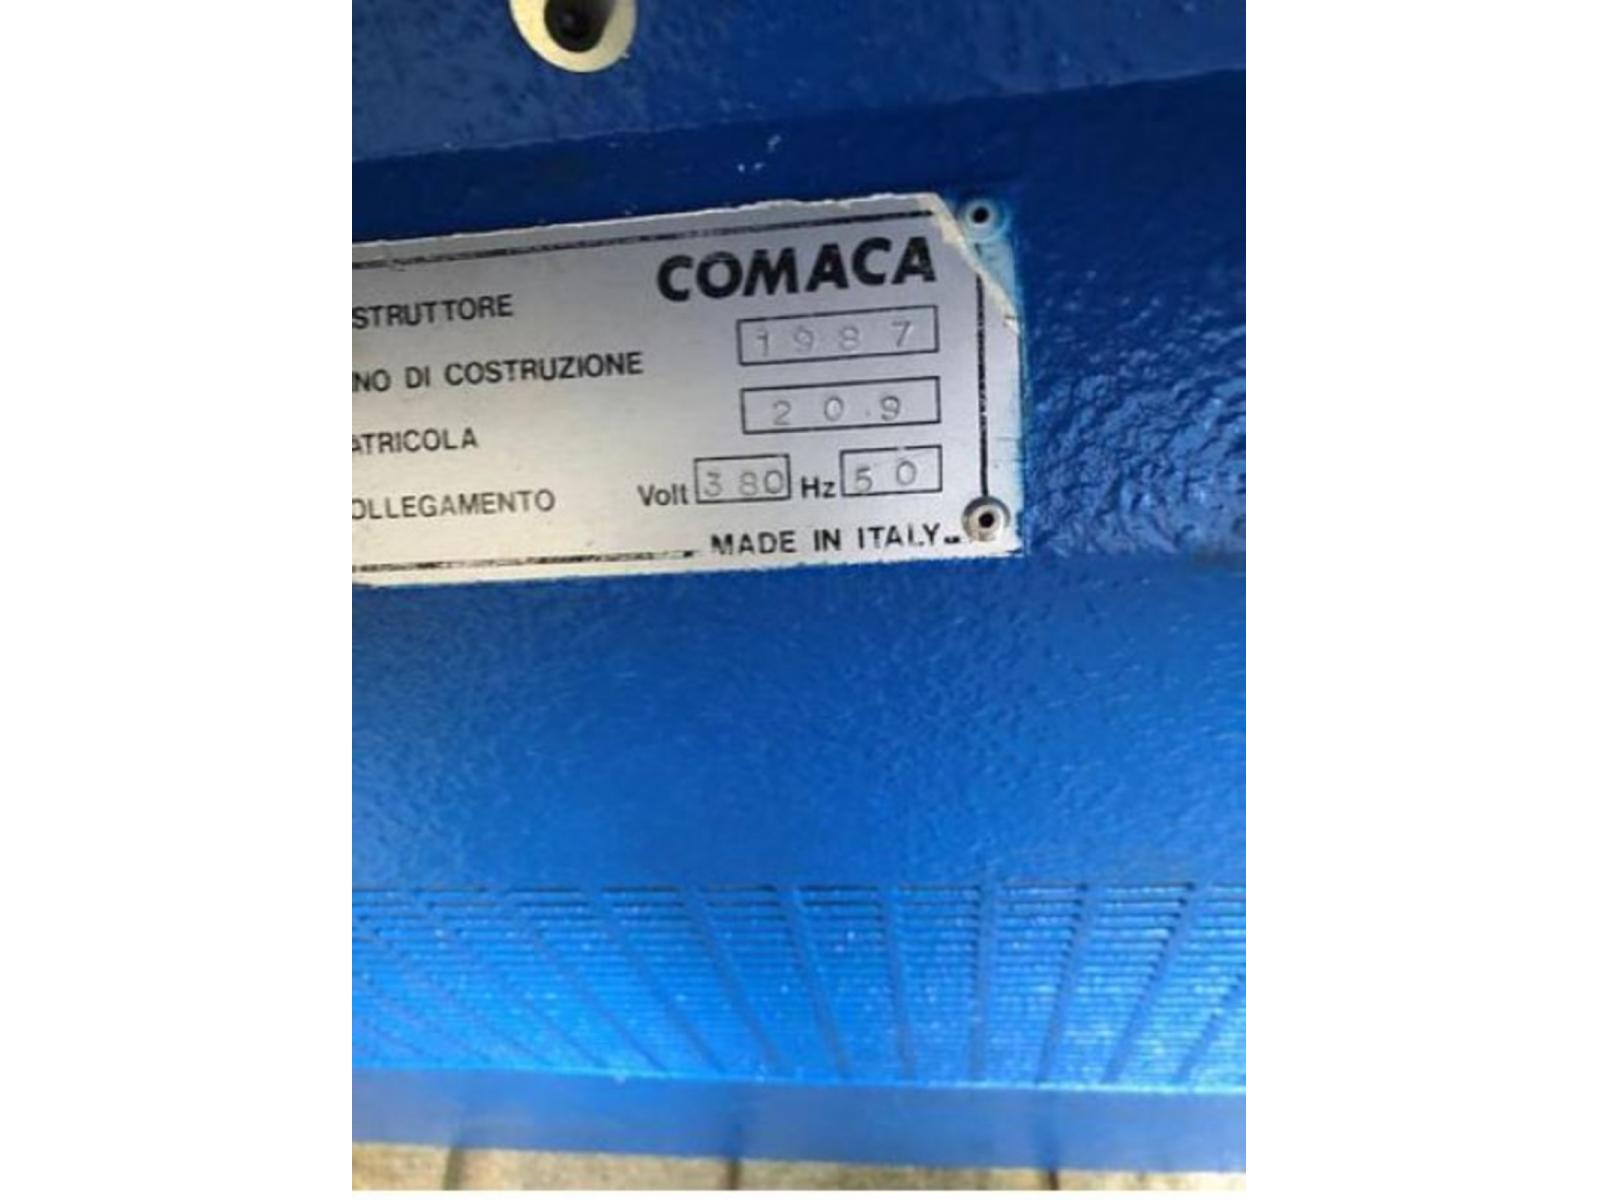 STRUTTORE COMACA
NO DI COSTRUZIONE 1987
ATRICOLA 209
OLLEGAMENTO Volt 380 Hz 50
MADE IN ITALY